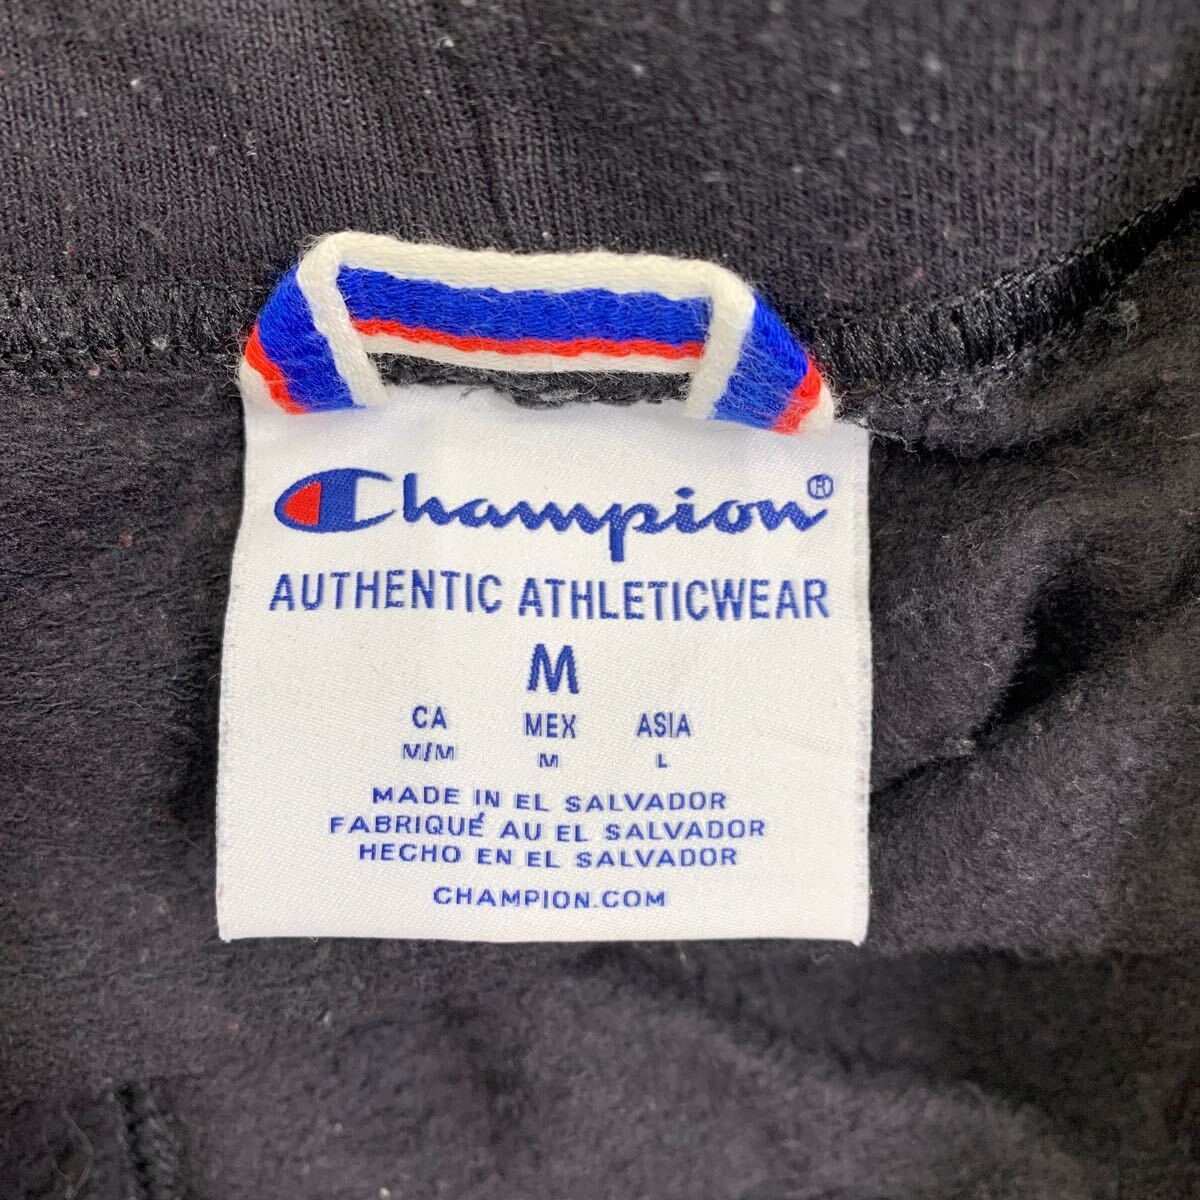 Champion®
AUTHENTIC ATHLETICWEAR
M
CA MEX ASIA
M/M M L
MADE IN EL SALVADOR
FABRIQUÉ AU EL SALVADOR
HECHO EN EL SALVADOR
CHAMPION.COM